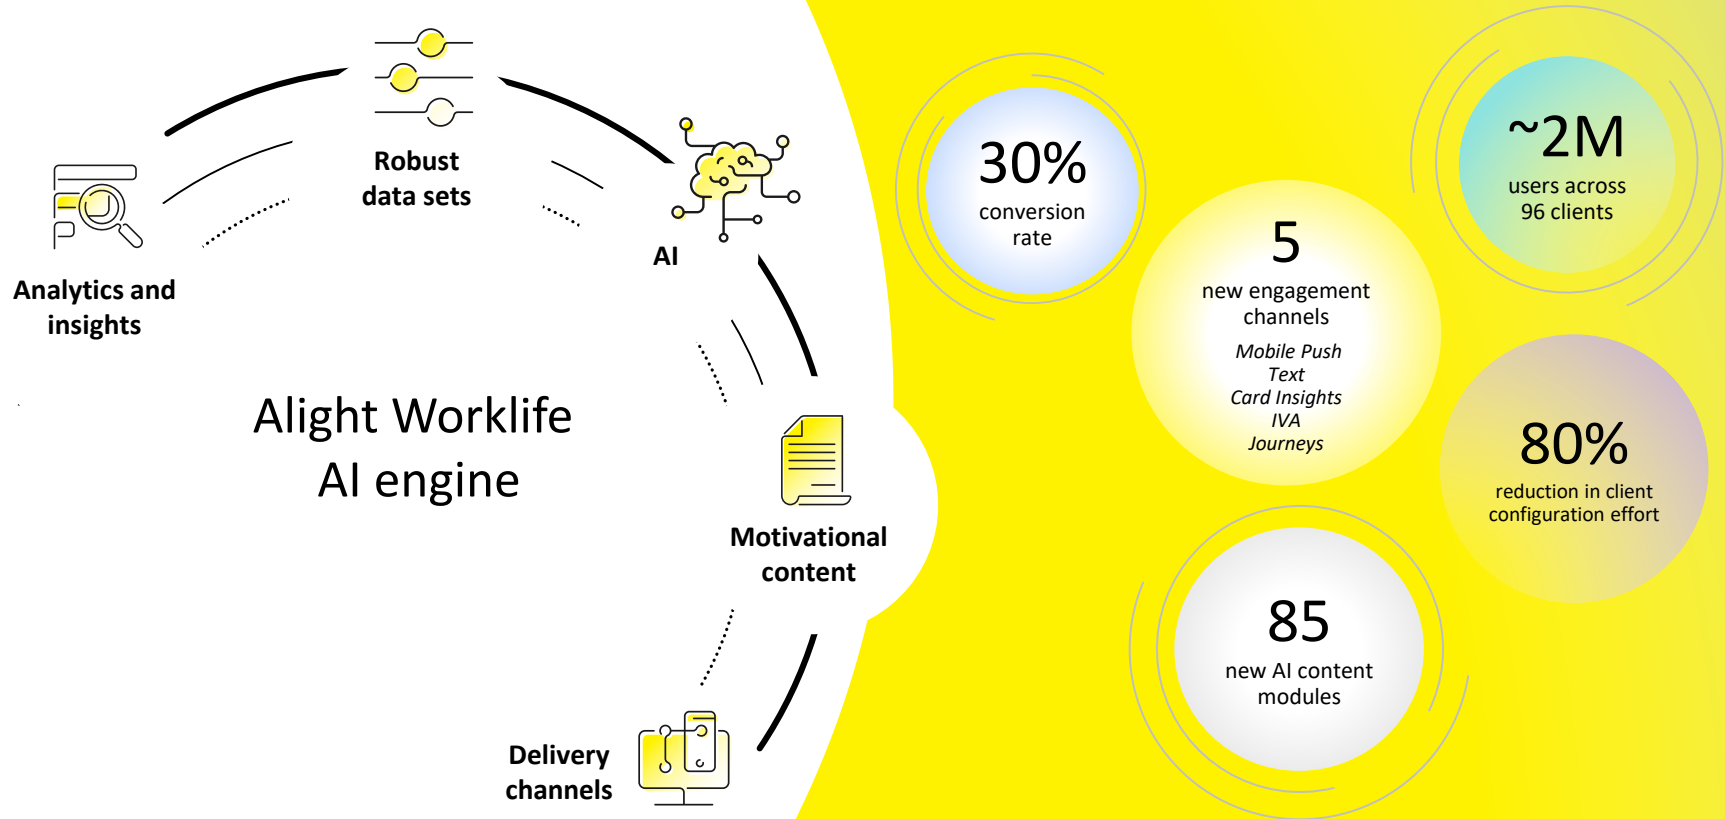 Robust
data sets
AI
Analytics and
insights
Alight Worklife
AI engine
Motivational
content
Delivery
channels
30%
conversion
rate
~2M
users across
96 clients
5
new engagement
channels
Mobile Push
Text
Card Insights
IVA
Journeys
80%
reduction in client
configuration effort
85
new AI content
modules